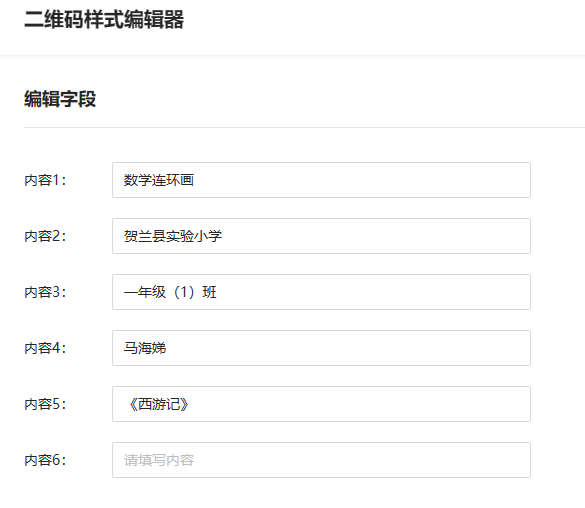 二维码样式编辑器
编辑字段
内容1： 数学连环画
内容2： 贺兰县实验小学
内容3： 一年级（1）班
内容4： 马海娣
内容5： 《西游记》
内容6： 请填写内容